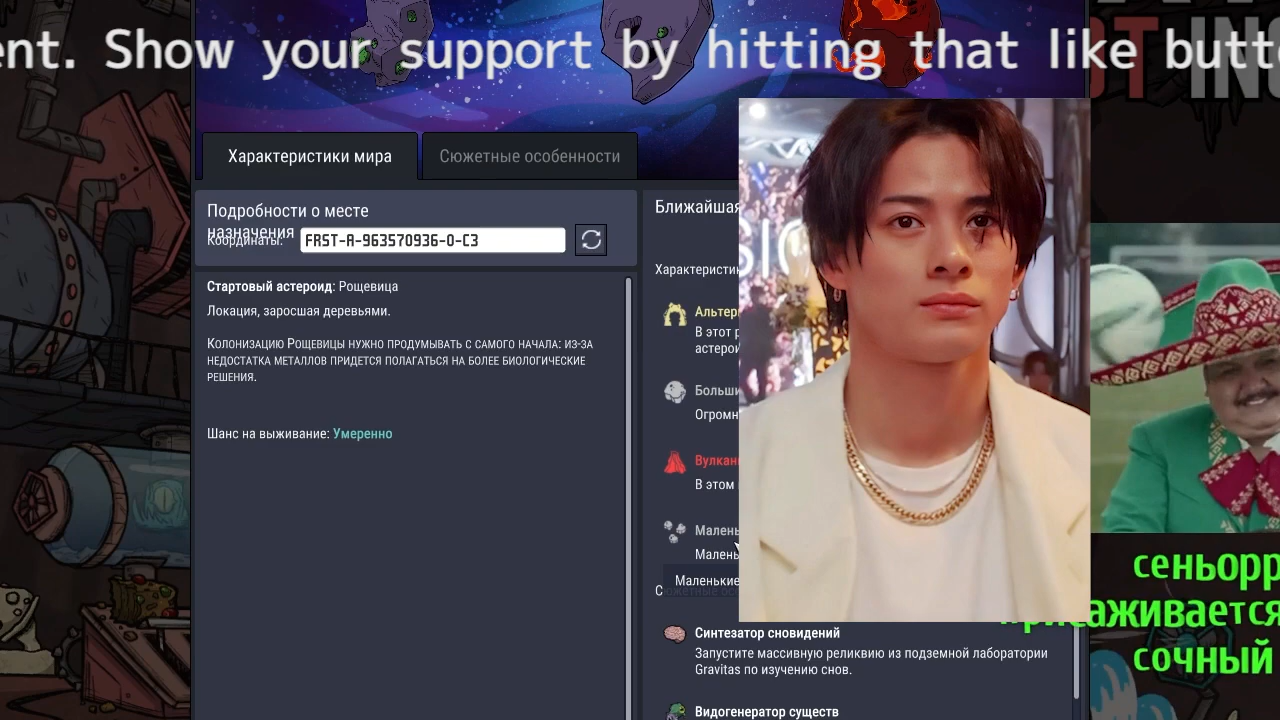 ent. Show your support by hitting that like butt
Характеристики мира
Сюжетные особенности
Подробности о месте
назначения
Координаты:
FRST-A-963570936-0-C3
Стартовый астероид: Рощевица
Локация, заросшая деревьями.
Колонизацию Рощевицы нужно продумывать с самого начала: из-за
недостатка металлов придется полагаться на более биологические
решения.
Шанс на выживание: Умеренно
Ближайшая
Характеристик
Альтер
В этот р
астерои
Больши
Огромн
Вулкан
В этом
Малень
Малень
Маленькие
Синтезатор сновидений
Запустите массивную реликвию из подземной лаборатории
Gravitas по изучению снов.
Видогенератор существ
сеньорр
аживается
сочный